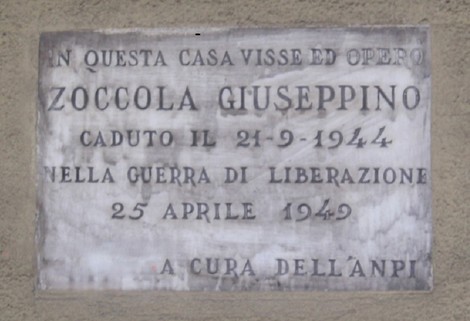 IN QUESTA CASA VISSE ED OPERO
ZOCCOLA GIUSEPPINO
CADUTO IL 21-9-1944
NELLA GUERRA DI LIBERAZIONE
25 APRILE 1949
A CURA DELL'ANPI